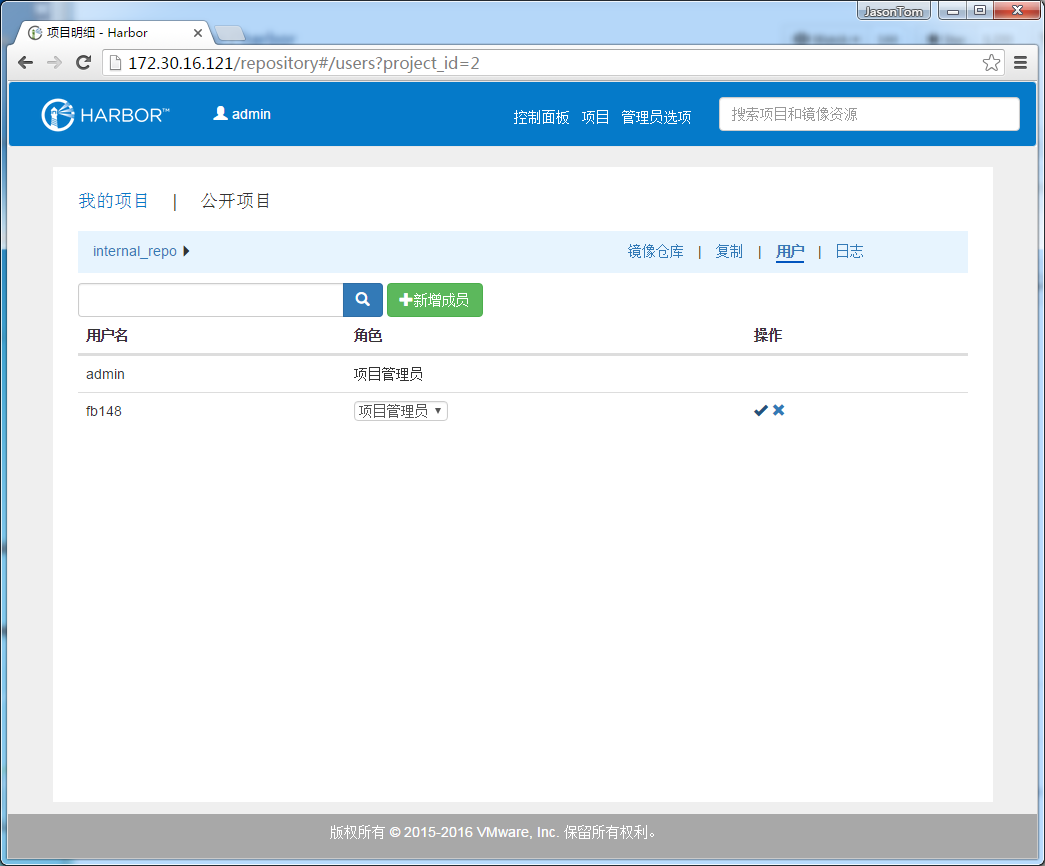 JasonTom
项目明细 - Harbor
172.30.16.121/repository#/users?project_id=2
HARBOR™ admin 控制面板 项目 管理员选项 搜索项目和镜像资源
我的项目 | 公开项目
internal_repo 镜像仓库 | 复制 | 用户 | 日志
新增成员
用户名 角色 操作
admin 项目管理员
fb148 项目管理员
版权所有 © 2015-2016 VMware, Inc. 保留所有权利。